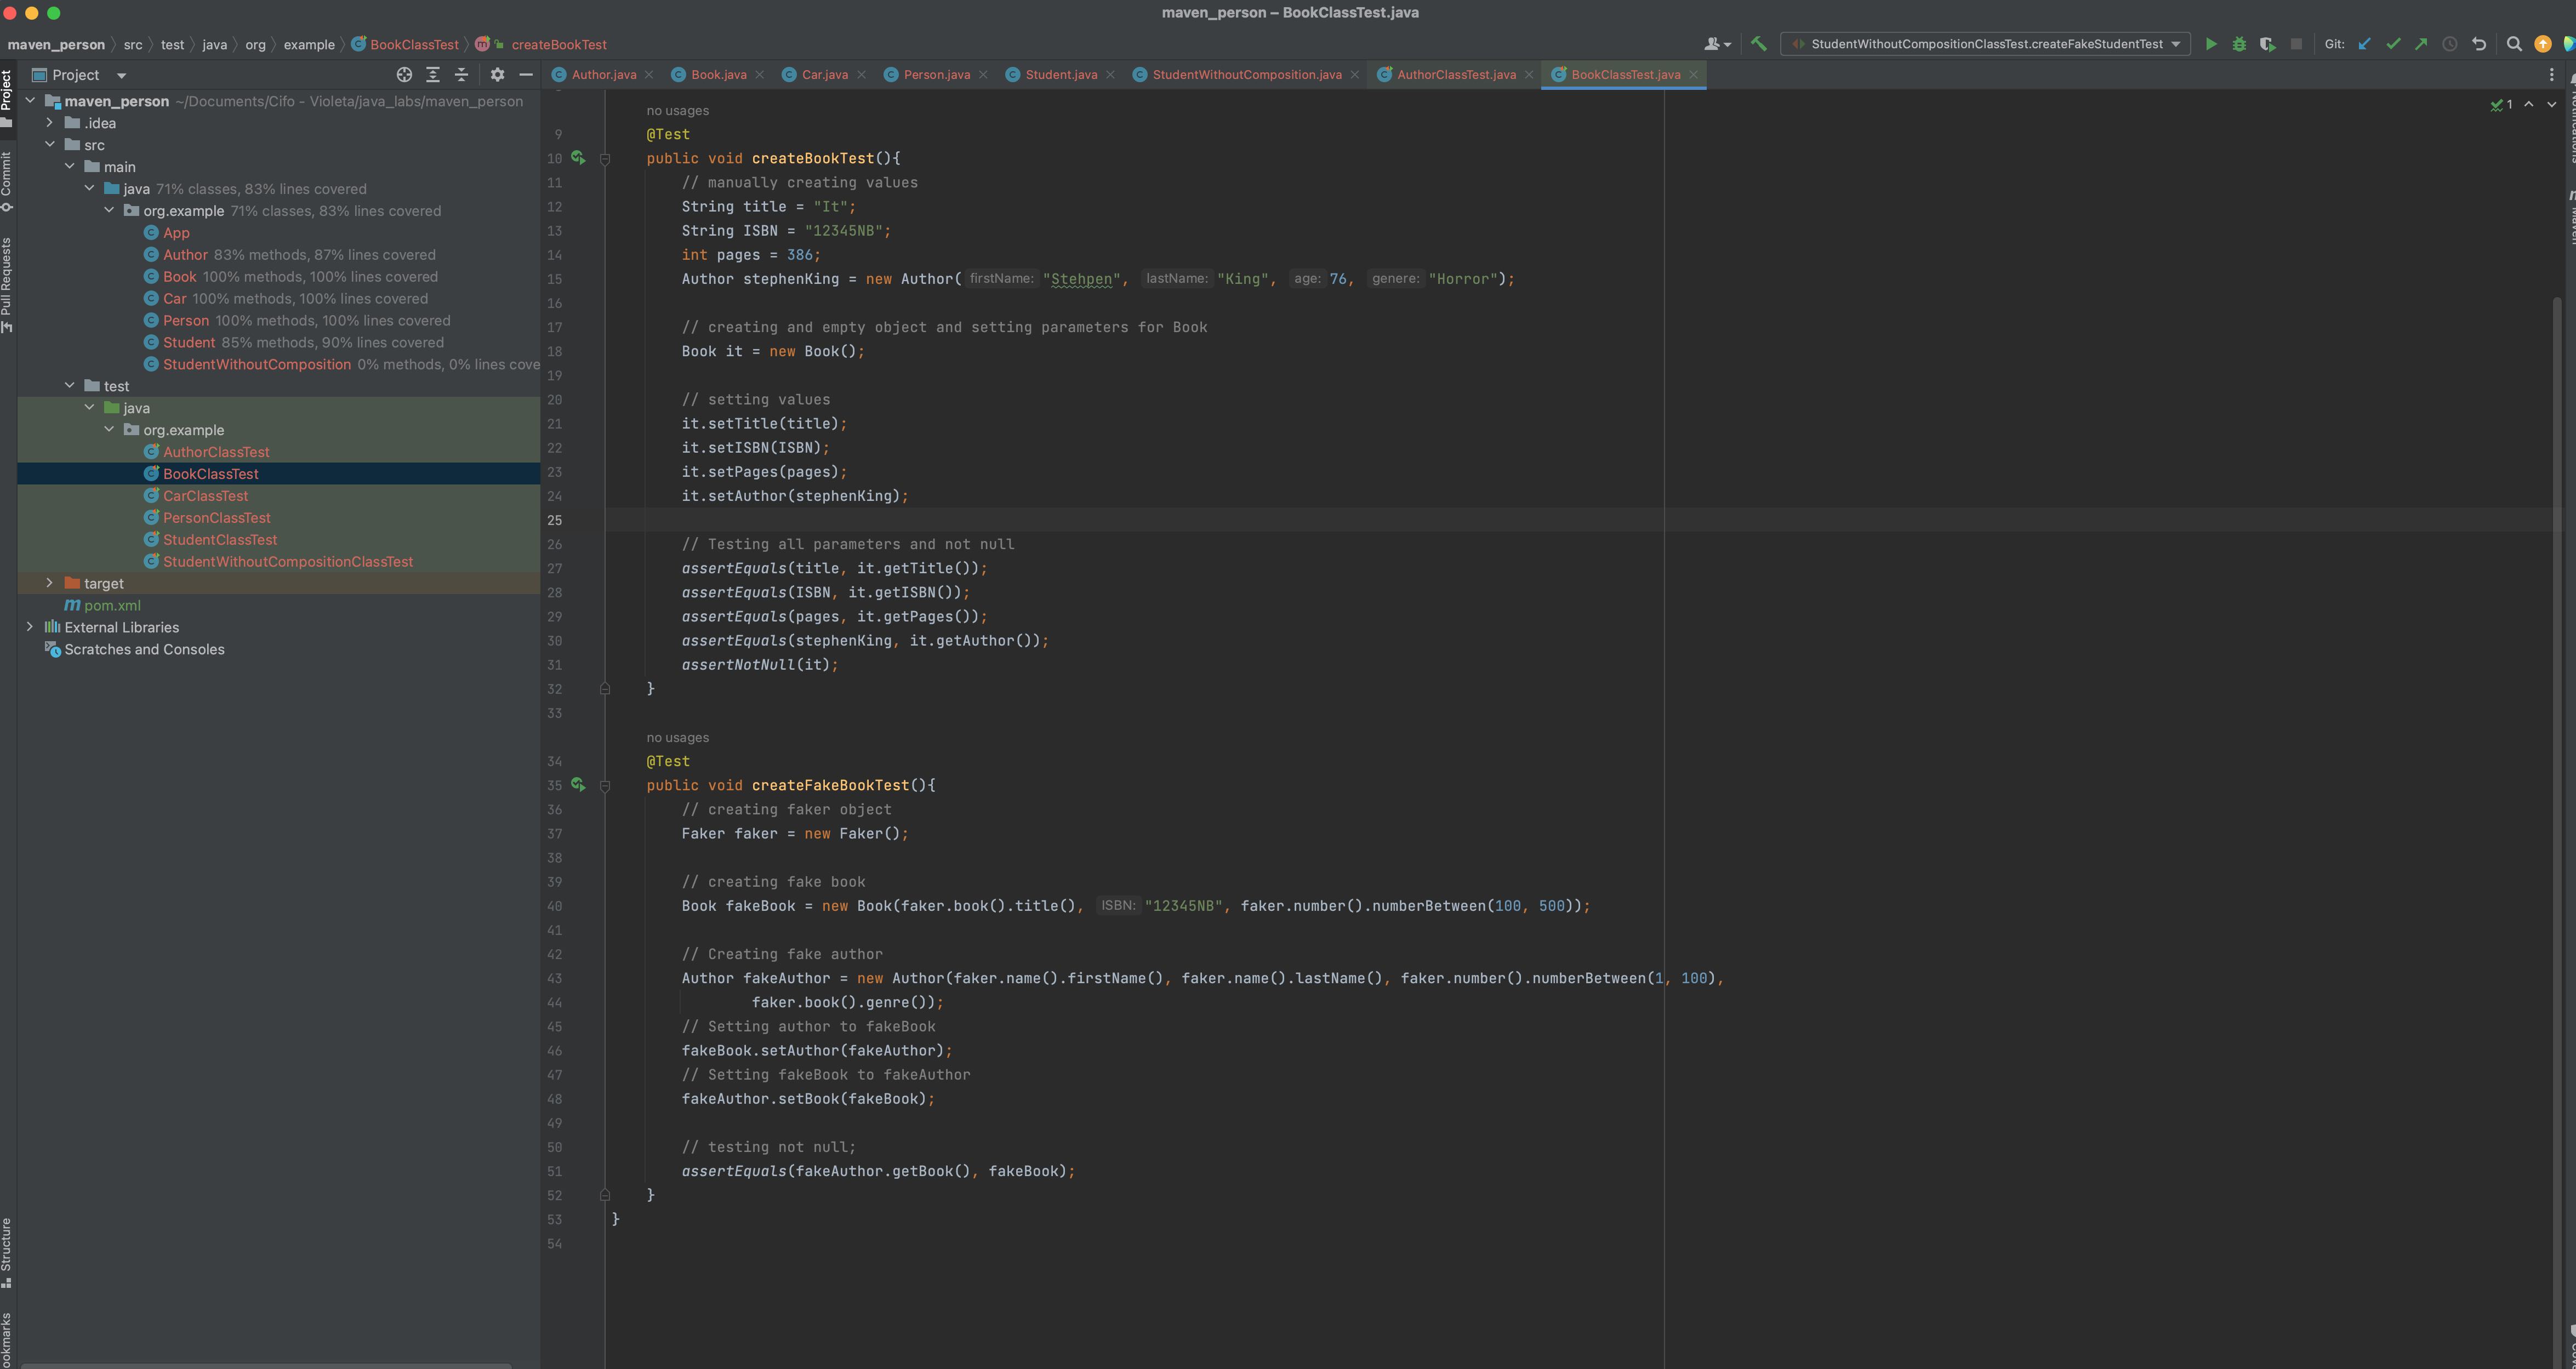 maven_person – BookClassTest.java
maven_person src test java org example BookClassTest createBookTest
StudentWithoutCompositionClassTest.createFakeStudentTest Git:
Project
Author.java Book.java Car.java Person.java Student.java StudentWithoutComposition.java AuthorClassTest.java BookClassTest.java
Project
Commit
Pull Requests
Structure
maven_person ~/Documents/Cifo - Violeta/java_labs/maven_person
.idea
src
main
java 71% classes, 83% lines covered
org.example 71% classes, 83% lines covered
App
Author 83% methods, 87% lines covered
Book 100% methods, 100% lines covered
Car 100% methods, 100% lines covered
Person 100% methods, 100% lines covered
Student 85% methods, 90% lines covered
StudentWithoutComposition 0% methods, 0% lines cove
test
java
org.example
AuthorClassTest
BookClassTest
CarClassTest
PersonClassTest
StudentClassTest
StudentWithoutCompositionClassTest
target
pom.xml
External Libraries
Scratches and Consoles
1
no usages
9 @Test
10 public void createBookTest(){
11 // manually creating values
12 String title = "It";
13 String ISBN = "12345NB";
14 int pages = 386;
15 Author stephenKing = new Author( firstName: "Stehpen", lastName: "King", age: 76, genere: "Horror");
16
17 // creating and empty object and setting parameters for Book
18 Book it = new Book();
19
20 // setting values
21 it.setTitle(title);
22 it.setISBN(ISBN);
23 it.setPages(pages);
24 it.setAuthor(stephenKing);
25
26 // Testing all parameters and not null
27 assertEquals(title, it.getTitle());
28 assertEquals(ISBN, it.getISBN());
29 assertEquals(pages, it.getPages());
30 assertEquals(stephenKing, it.getAuthor());
31 assertNotNull(it);
32 }
33
no usages
34 @Test
35 public void createFakeBookTest(){
36 // creating faker object
37 Faker faker = new Faker();
38
39 // creating fake book
40 Book fakeBook = new Book(faker.book().title(), ISBN: "12345NB", faker.number().numberBetween(100, 500));
41
42 // Creating fake author
43 Author fakeAuthor = new Author(faker.name().firstName(), faker.name().lastName(), faker.number().numberBetween(1, 100),
44 faker.book().genre());
45 // Setting author to fakeBook
46 fakeBook.setAuthor(fakeAuthor);
47 // Setting fakeBook to fakeAuthor
48 fakeAuthor.setBook(fakeBook);
49
50 // testing not null;
51 assertEquals(fakeAuthor.getBook(), fakeBook);
52 }
53 }
54